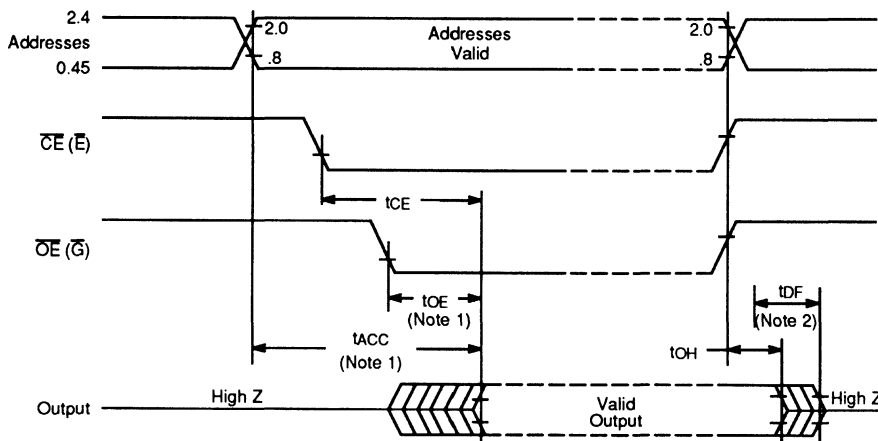 2.4
Addresses
0.45
2.0
.8
Addresses
Valid
2.0
.8
CE (E)
tCE
OE (G)
tOE
(Note 1)
tACC
(Note 1)
tDF
(Note 2)
tOH
Output
High Z
Valid
Output
High Z